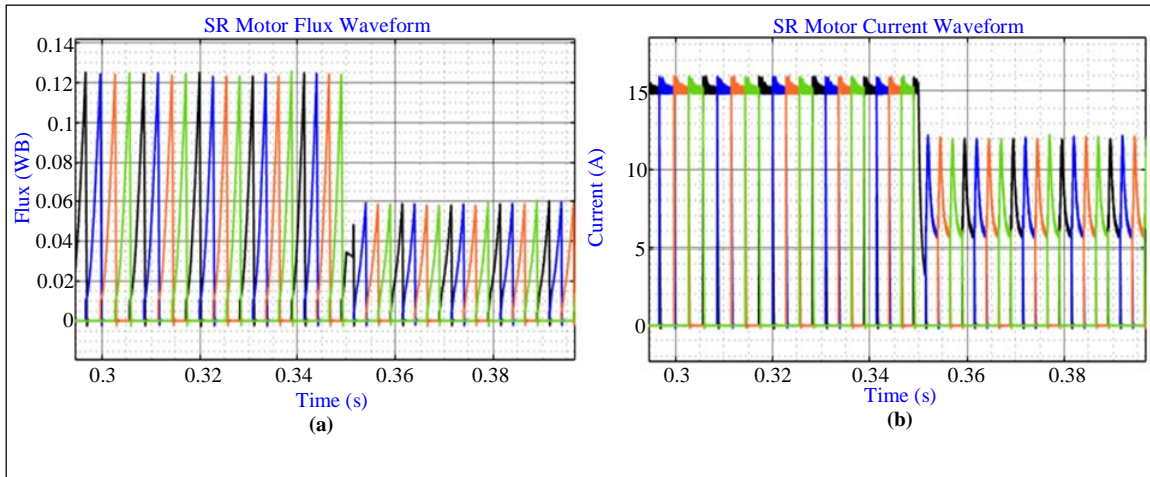 SR Motor Flux Waveform
0.14
0.12
0.1
0.08
0.06
0.04
0.02
0
Flux (WB)
0.3
0.32
0.34
0.36
0.38
Time (s)
(a)
SR Motor Current Waveform
15
10
5
0
Current (A)
0.3
0.32
0.34
0.36
0.38
Time (s)
(b)